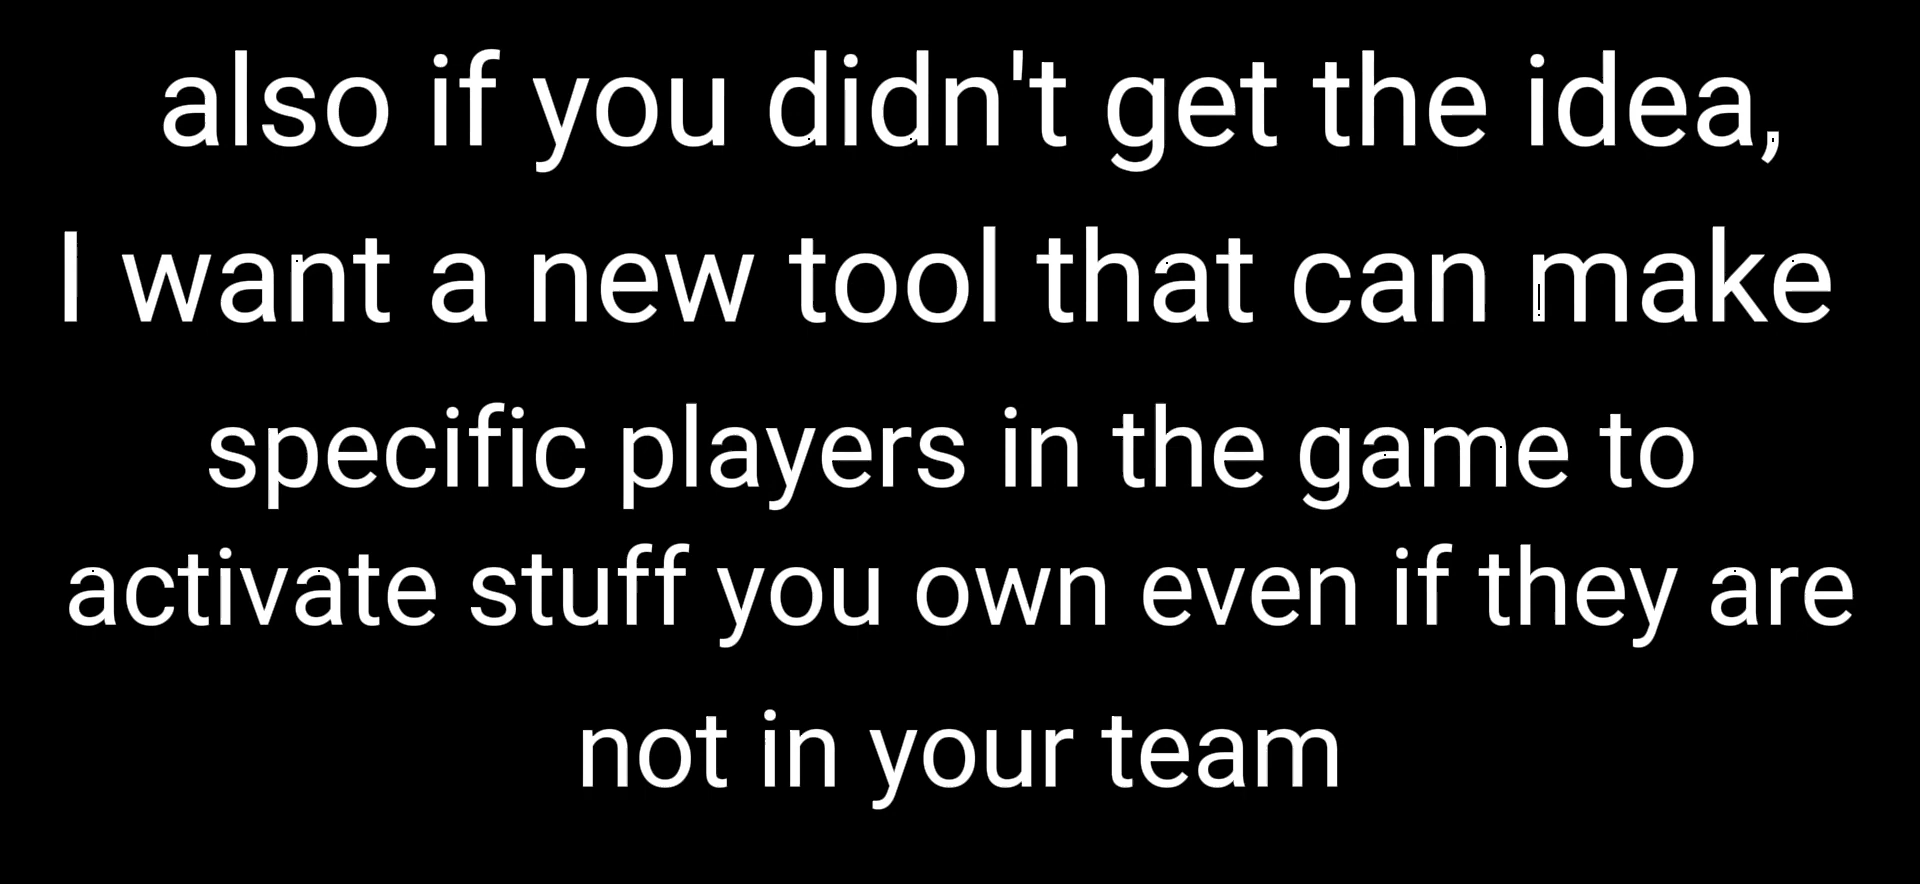 also if you didn't get the idea,
I want a new tool that can make
specific players in the game to
activate stuff you own even if they are
not in your team